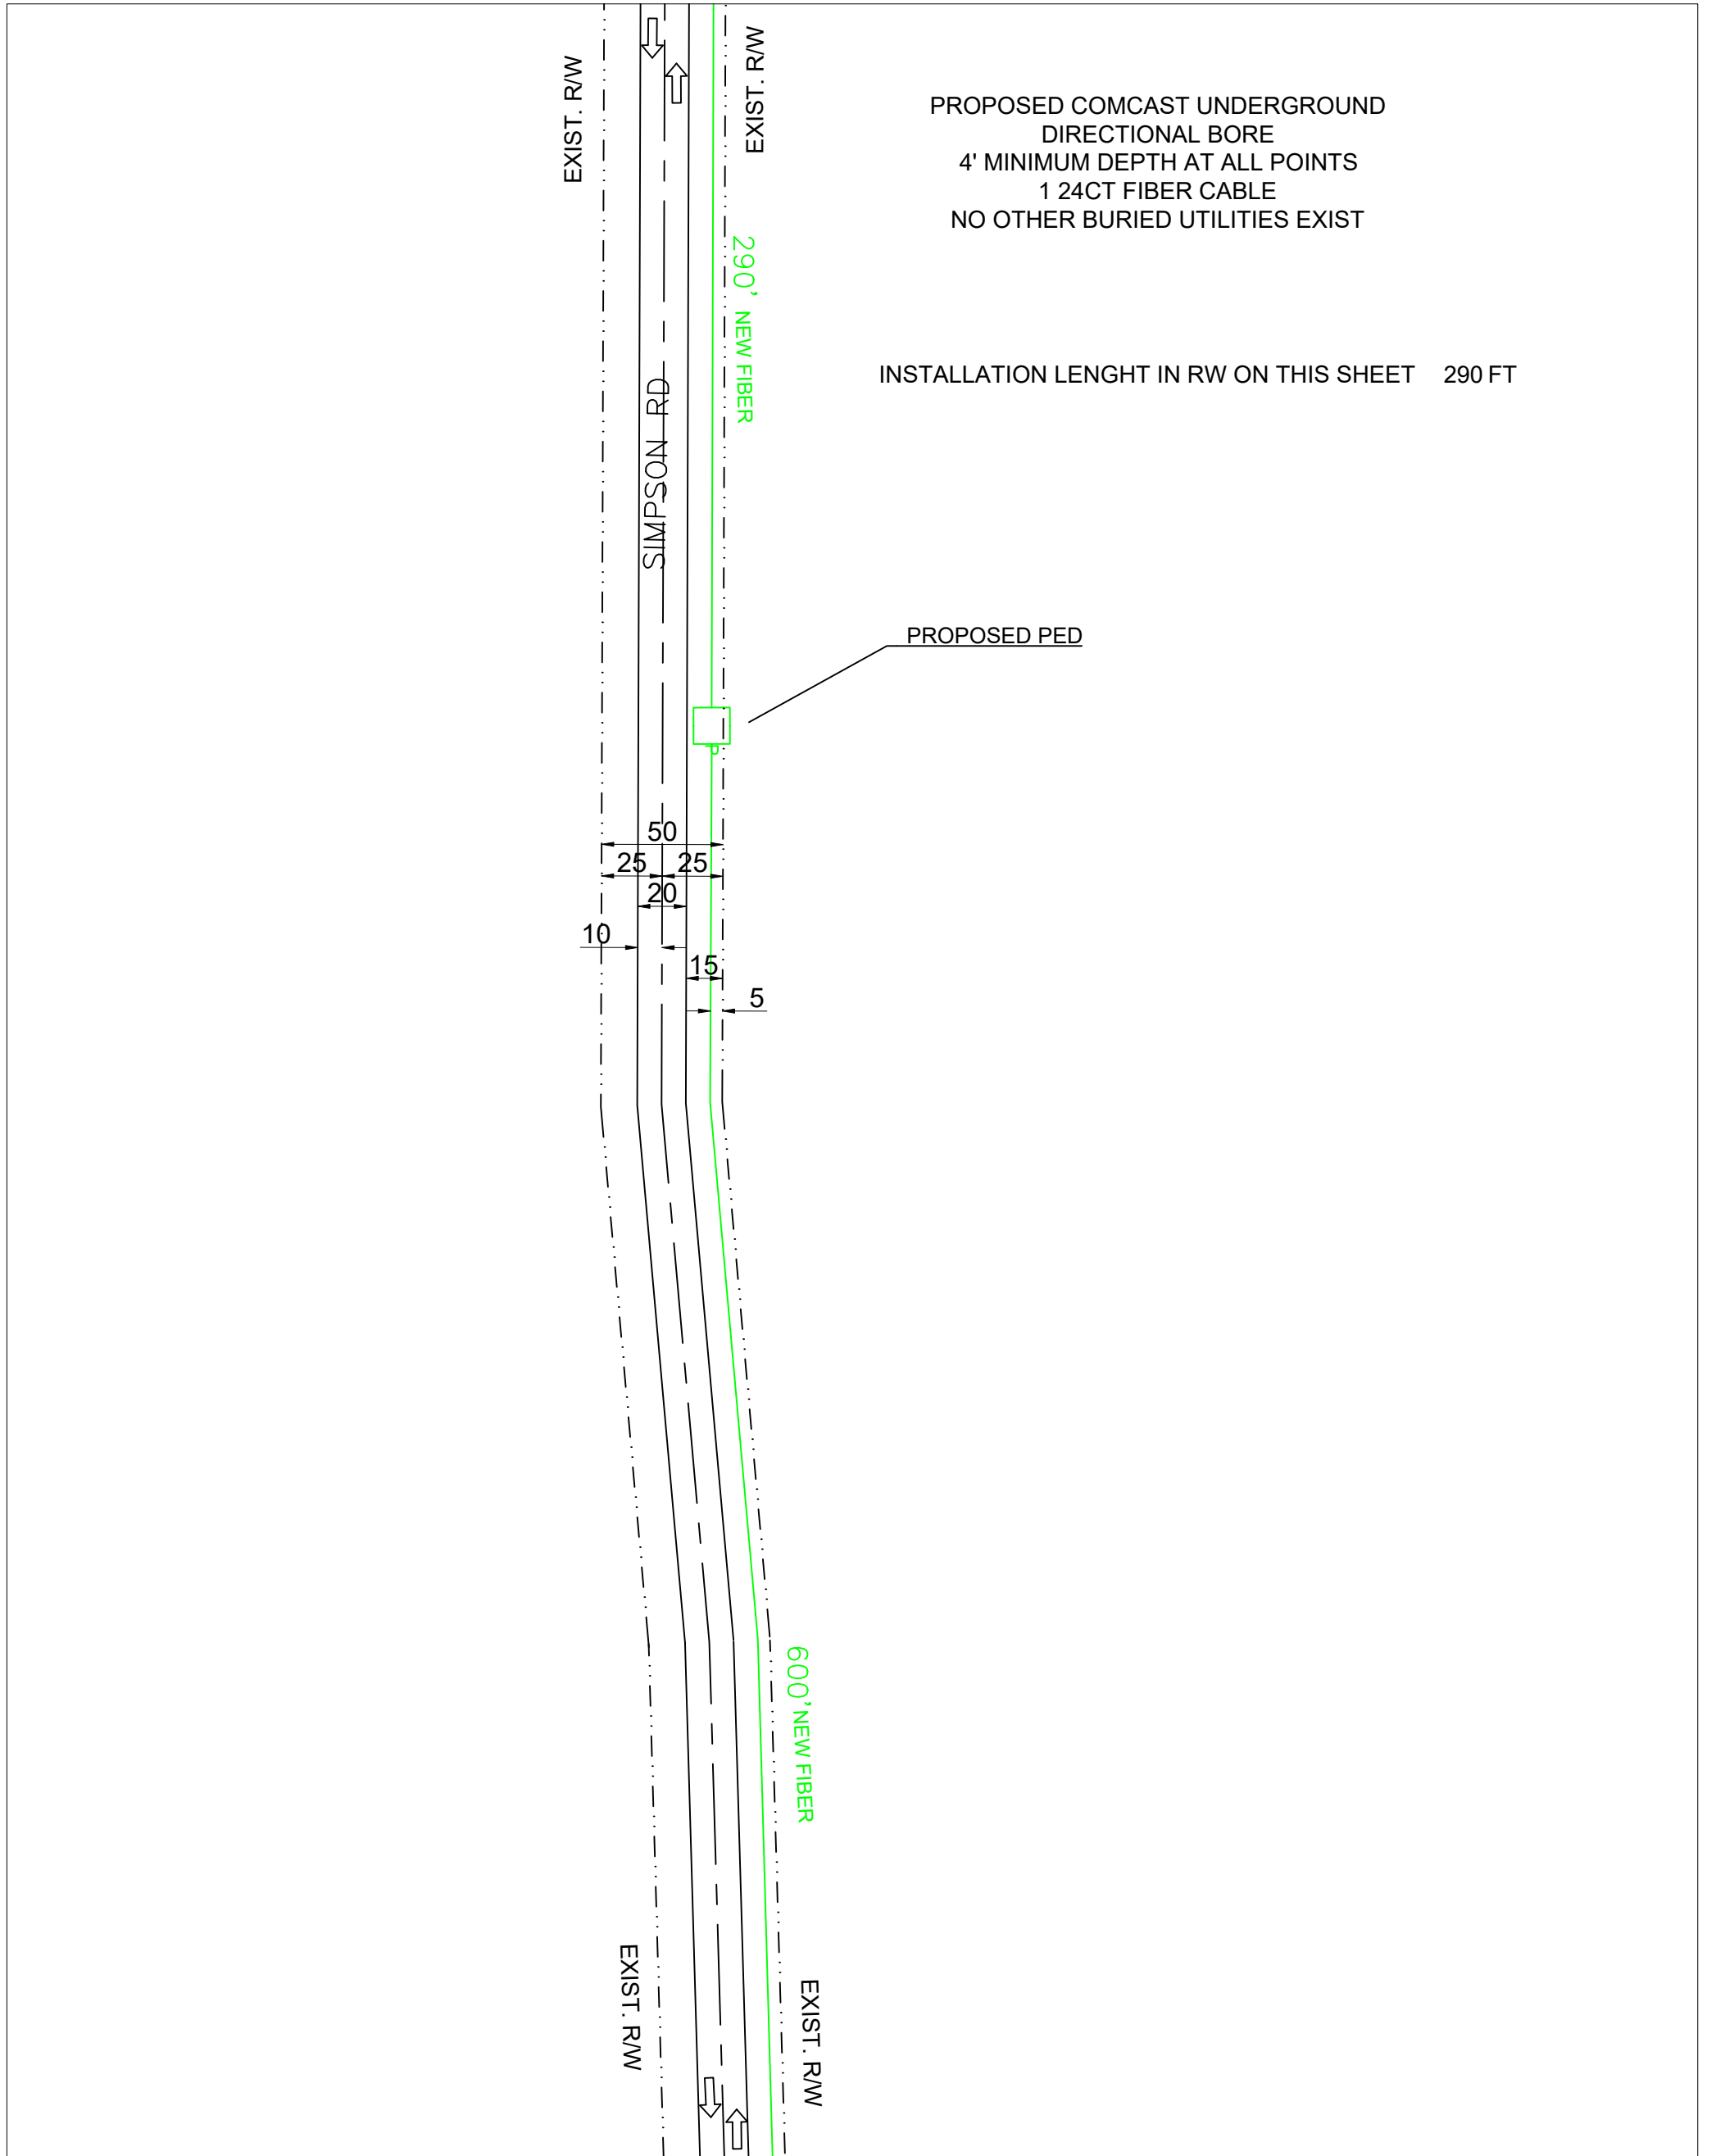 EXIST. R/W
EXIST. R/W
PROPOSED COMCAST UNDERGROUND
DIRECTIONAL BORE
4' MINIMUM DEPTH AT ALL POINTS
1 24CT FIBER CABLE
NO OTHER BURIED UTILITIES EXIST
290' NEW FIBER
INSTALLATION LENGHT IN RW ON THIS SHEET 290 FT
SIMPSON RD
PROPOSED PED
P
50
25 25
20
10
15
5
600' NEW FIBER
EXIST. R/W
EXIST. R/W